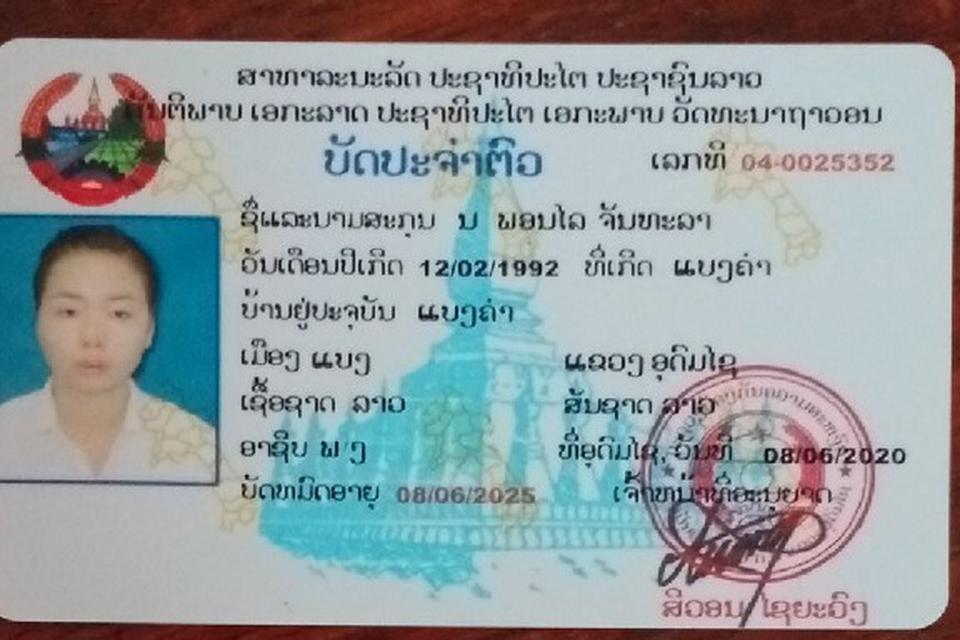 ສາທາລະນະລັດ ປະຊາທິປະໄຕ ປະຊາຊົນລາວ
ສັນຕິພາບ ເອກະລາດ ປະຊາທິປະໄຕ ເອກະພາບ ວັດທະນາຖາວອນ
ບັດປະຈຳຕົວ ເລກທີ 04-0025352
ຊື່ແລະນາມສະກຸນ ນ ພອນໄລ ຈັນທະລາ
ວັນເດືອນປີເກີດ 12/02/1992 ທີ່ເກີດ ແບງຄ່າ
ບ້ານຢູ່ປະຈຸບັນ ແບງຄ່າ
ເມືອງ ແບງ ແຂວງ ອຸດົມໄຊ
ເຊື້ອຊາດ ລາວ ສັນຊາດ ລາວ
ອາຊີບ ພ/ງ ທີ່ອຸດົມໄຊ, ວັນທີ 08/06/2020
ບັດຫມົດອາຍຸ 08/06/2025 ເຈົ້າຫນ້າທີ່ອະນຸຍາດ
ສີວອນ ໄຊຍະວົງ